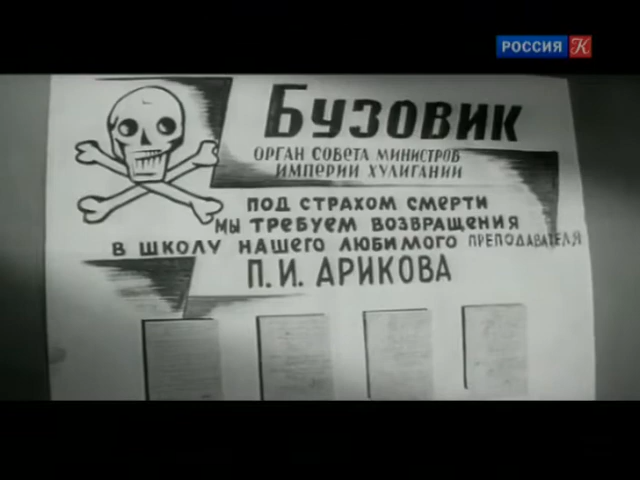 РОССИЯ К
БУЗОВИК
ОРГАН СОВЕТА МИНИСТРОВ
ИМПЕРИИ ХУЛИГАНИИ
ПОД СТРАХОМ СМЕРТИ
МЫ ТРЕБУЕМ ВОЗВРАЩЕНИЯ
В ШКОЛУ НАШЕГО ЛЮБИМОГО ПРЕПОДАВАТЕЛЯ
П. И. АРИКОВА